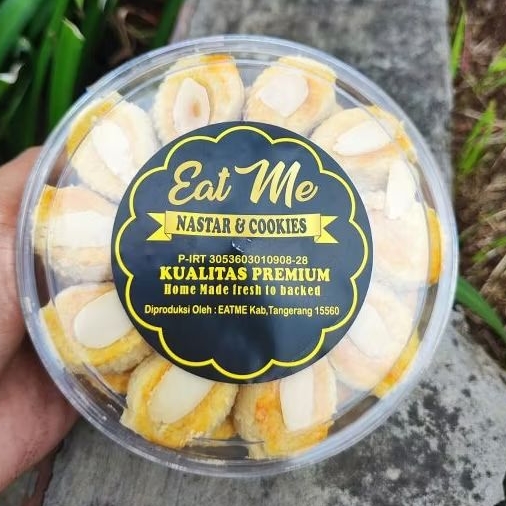 Eat Me
NASTAR & COOKIES
P-IRT 3053603010908-28
KUALITAS PREMIUM
Home Made fresh to backed
Diproduksi Oleh : EATME Kab,Tangerang 15560